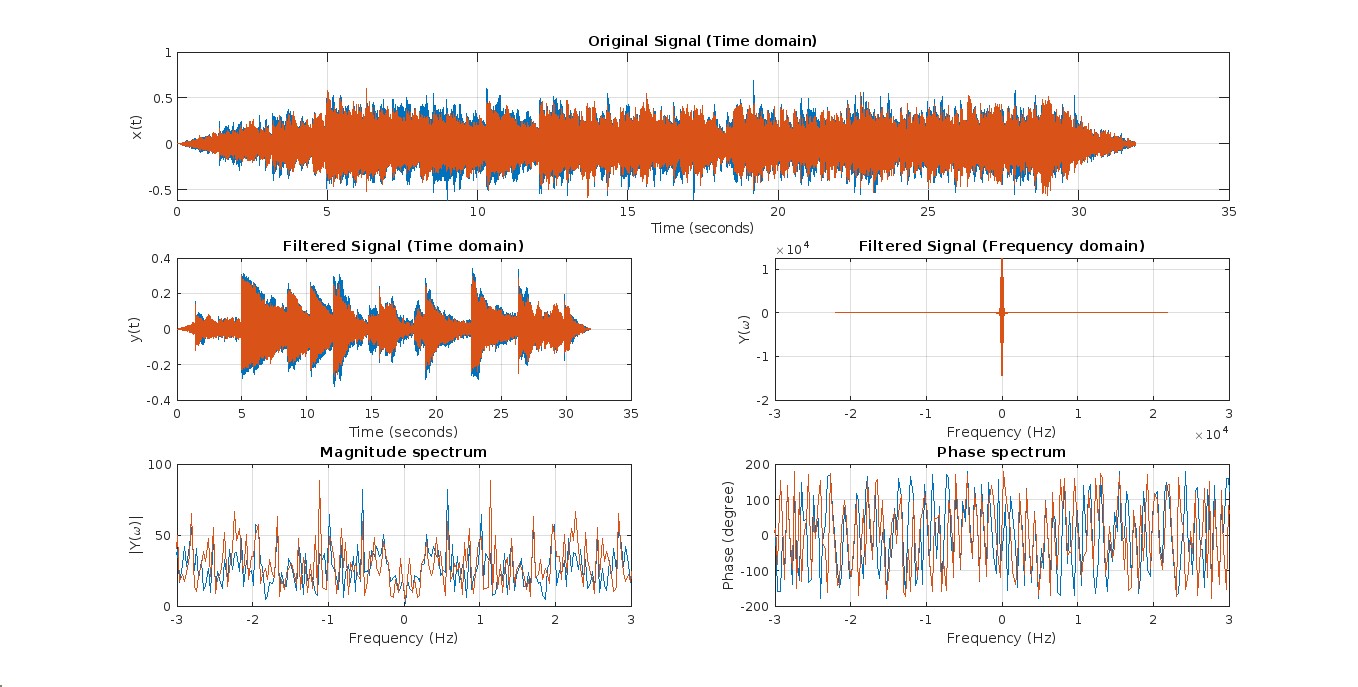 Original Signal (Time domain)
1
0.5
0
-0.5
x(t)
0 5 10 15 20 25 30 35
Time (seconds)
Filtered Signal (Time domain)
0.4
0.2
0
-0.2
-0.4
y(t)
0 5 10 15 20 25 30 35
Time (seconds)
Filtered Signal (Frequency domain)
×10⁴
1
0
-1
-2
Y(ω)
-3 -2 -1 0 1 2 3
Frequency (Hz)
×10⁴
Magnitude spectrum
100
50
0
|Y(ω)|
-3 -2 -1 0 1 2 3
Frequency (Hz)
Phase spectrum
200
100
0
-100
-200
Phase (degree)
-3 -2 -1 0 1 2 3
Frequency (Hz)